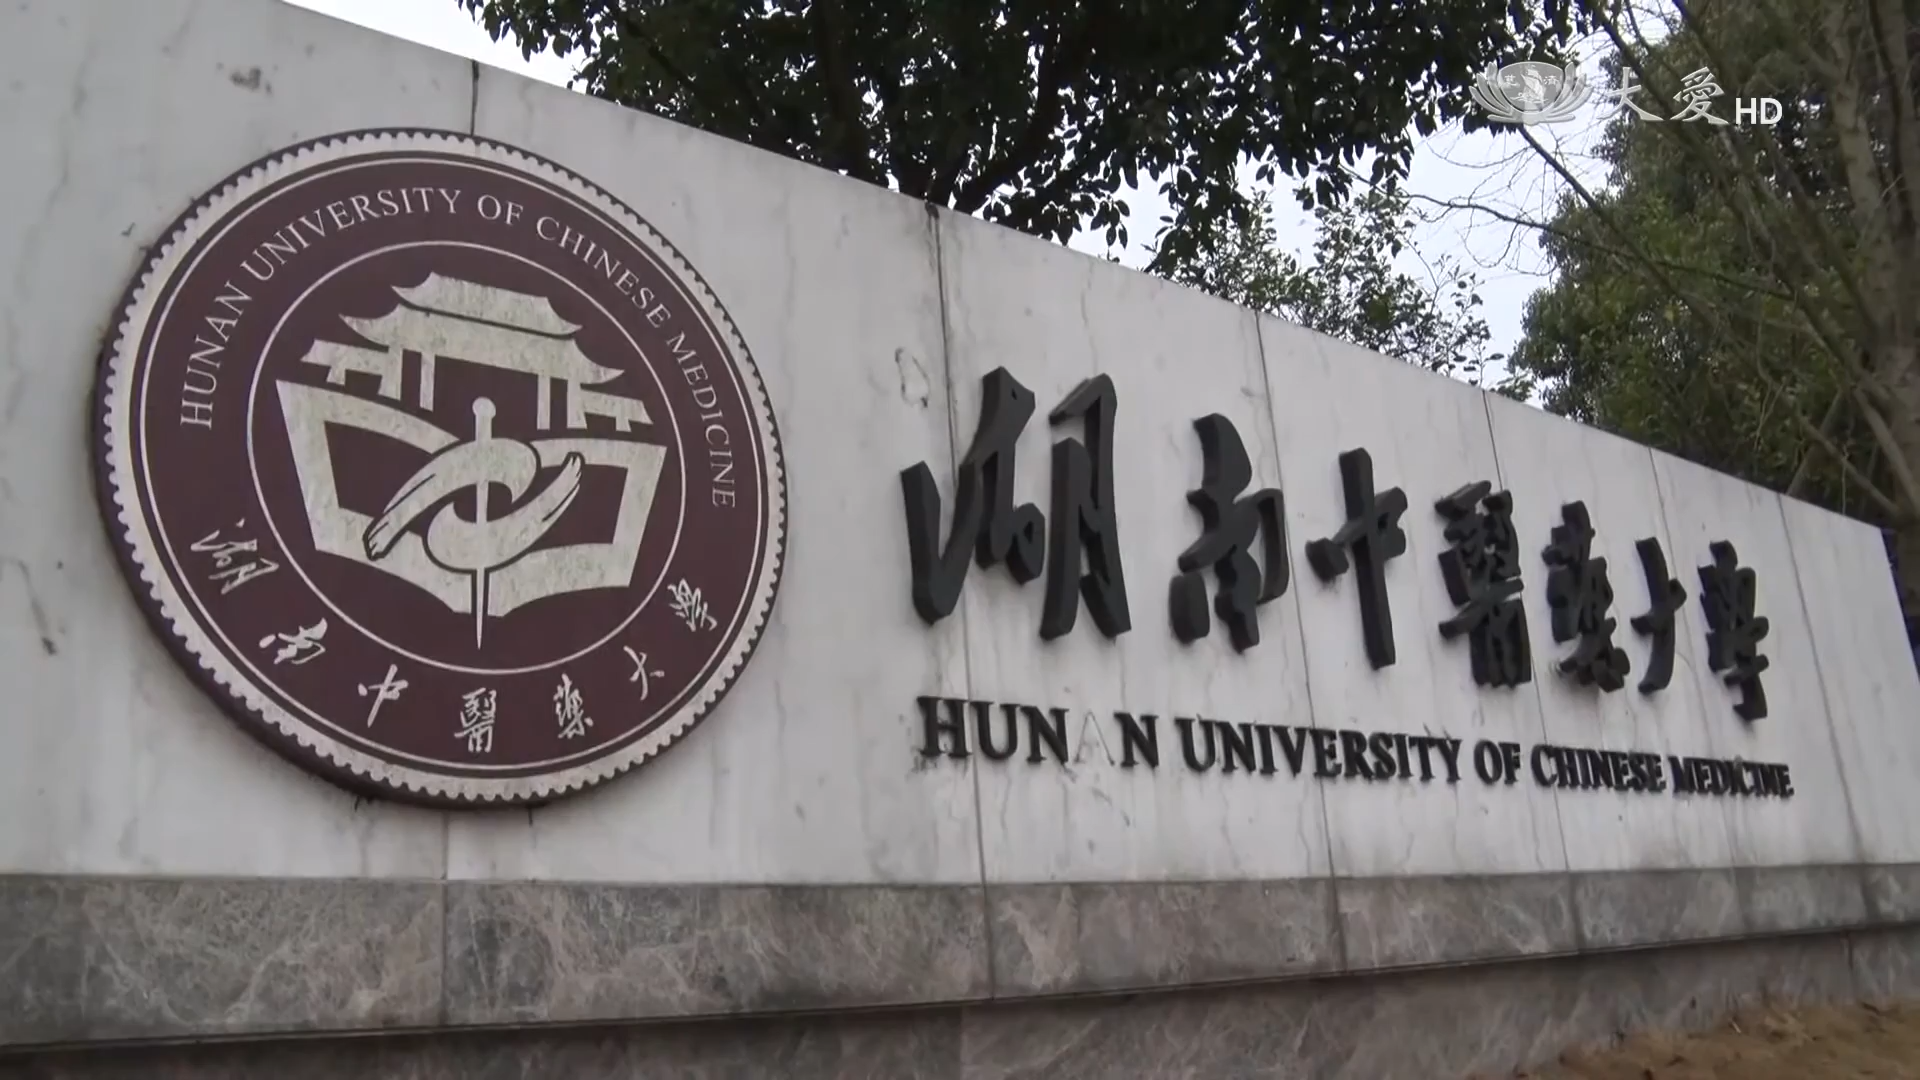 大愛HD
HUNAN UNIVERSITY OF CHINESE MEDICINE
湖南中醫藥大學
湖南中醫藥大學
HUNAN UNIVERSITY OF CHINESE MEDICINE